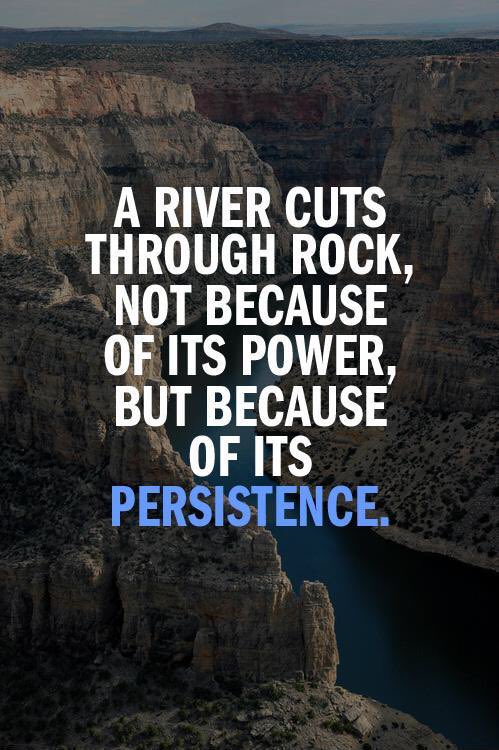 A RIVER CUTS
THROUGH ROCK,
NOT BECAUSE
OF ITS POWER,
BUT BECAUSE
OF ITS
PERSISTENCE.